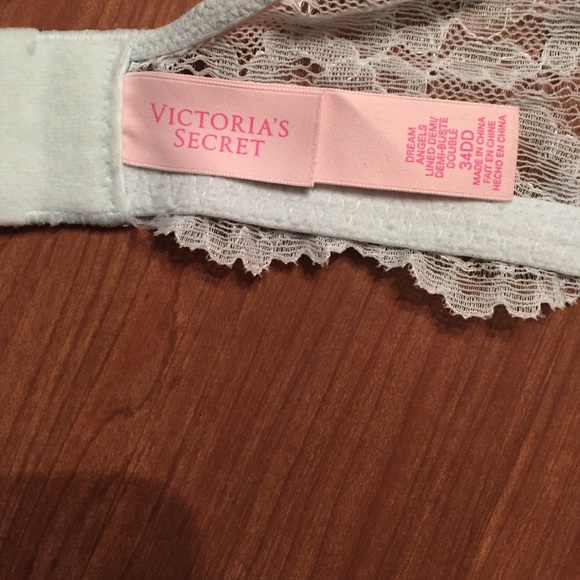 VICTORIA'S
SECRET
DREAM
ANGELS
LINED DEMI/
DEMI-BUSTE
DOUBLÉ
34DD
MADE IN CHINA
FAIT EN CHINE
HECHO EN CHINA